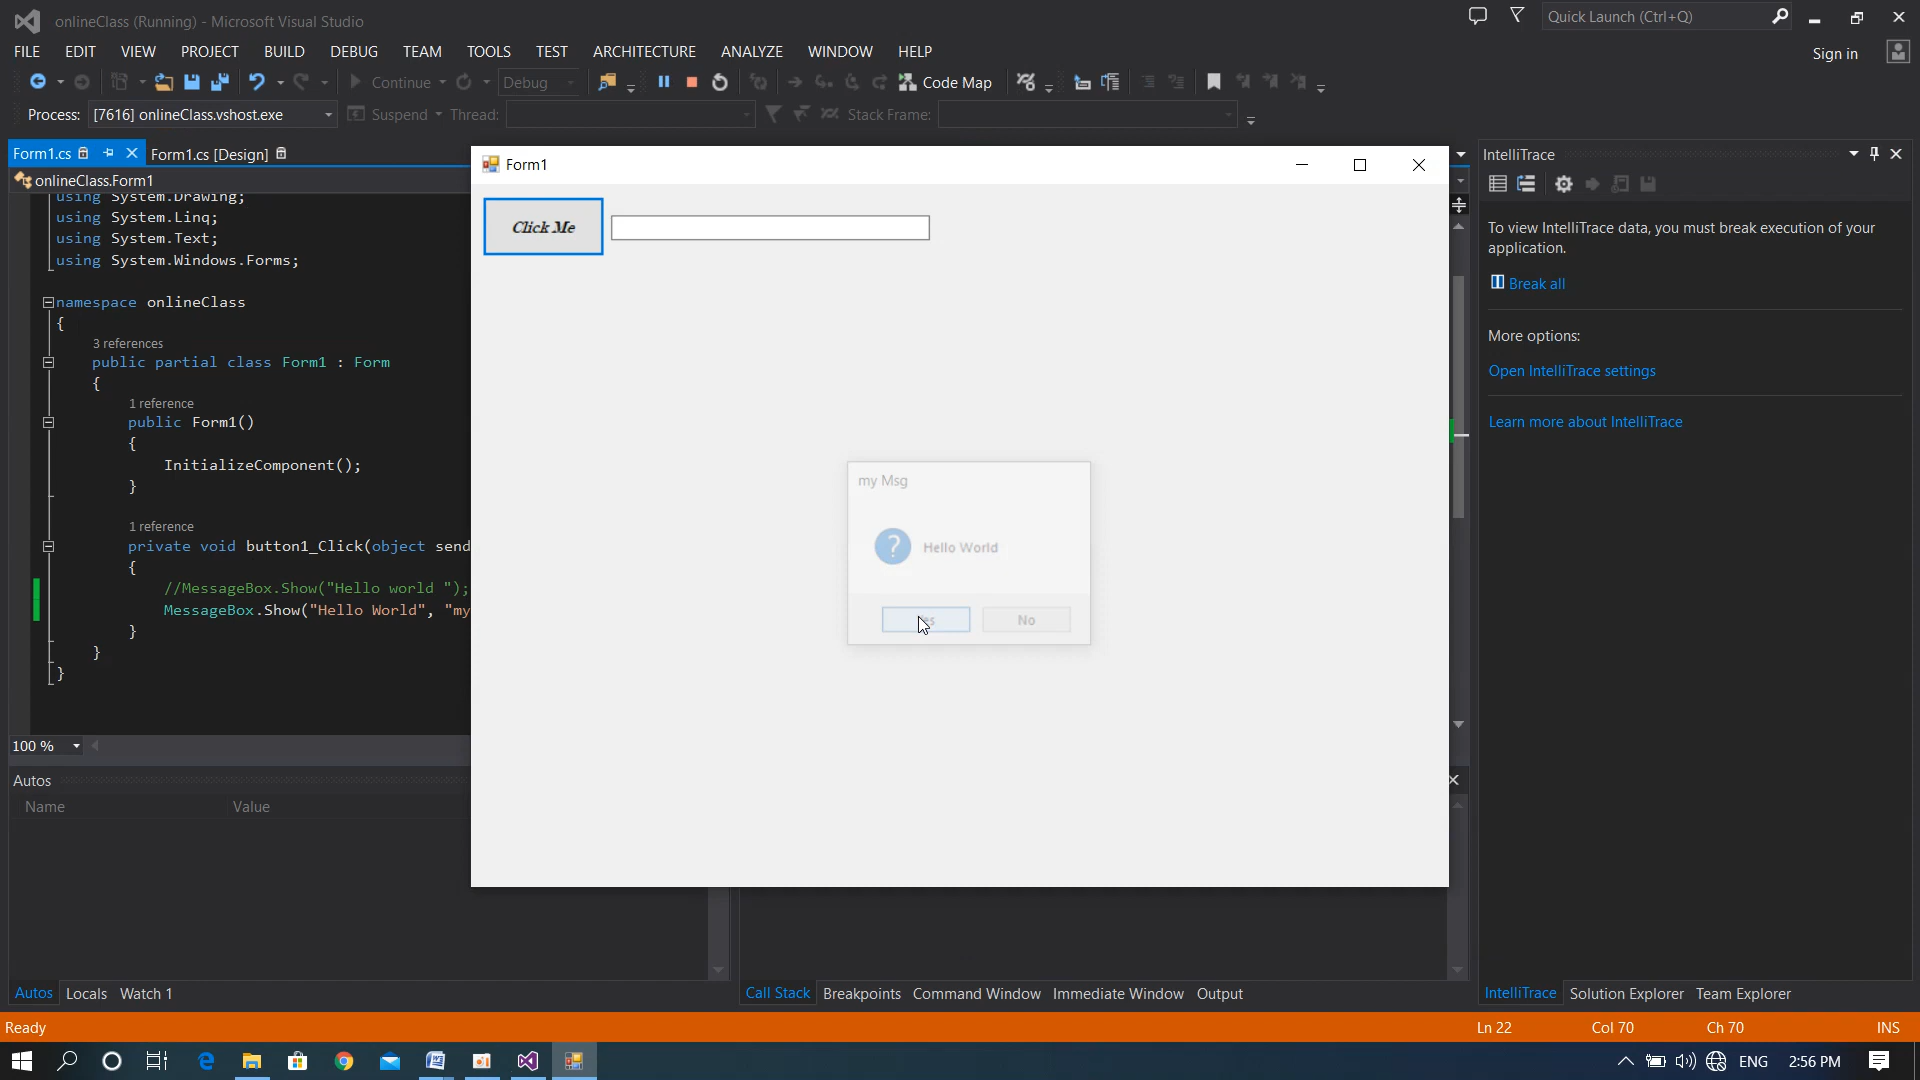 onlineClass (Running) - Microsoft Visual Studio
Quick Launch (Ctrl+Q)
FILE EDIT VIEW PROJECT BUILD DEBUG TEAM TOOLS TEST ARCHITECTURE ANALYZE WINDOW HELP
Sign in
Continue Debug Code Map
Process: [7616] onlineClass.vshost.exe Suspend Thread: Stack Frame:
Form1.cs Form1.cs [Design]
onlineClass.Form1
using System.Drawing;
using System.Linq;
using System.Text;
using System.Windows.Forms;
namespace onlineClass
{
3 references
public partial class Form1 : Form
{
1 reference
public Form1()
{
InitializeComponent();
}
1 reference
private void button1_Click(object send
{
//MessageBox.Show("Hello world ");
MessageBox.Show("Hello World", "my
}
}
}
100 %
Autos
Name Value
Autos Locals Watch 1
Form1
Click Me
my Msg
Hello World
No
Call Stack Breakpoints Command Window Immediate Window Output
IntelliTrace
To view IntelliTrace data, you must break execution of your
application.
Break all
More options:
Open IntelliTrace settings
Learn more about IntelliTrace
IntelliTrace Solution Explorer Team Explorer
Ready Ln 22 Col 70 Ch 70 INS
ENG 2:56 PM